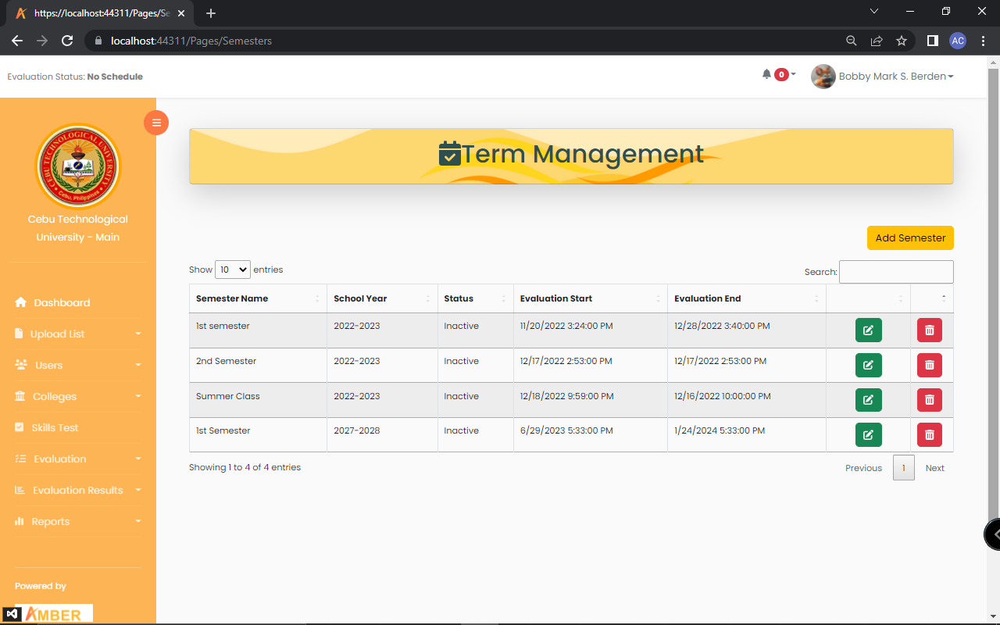 https://localhost:44311/Pages/Se
localhost:44311/Pages/Semesters
AC
Evaluation Status: No Schedule
0
Bobby Mark S. Berden
CEBU TECHNOLOGICAL UNIVERSITY
Cebu, Philippines
Cebu Technological
University - Main
Term Management
Add Semester
Dashboard
Upload List
Users
Colleges
Skills Test
Evaluation
Evaluation Results
Reports
Powered by
AMBER
Show 10 entries
Search:
Semester Name School Year Status Evaluation Start Evaluation End
1st semester 2022-2023 Inactive 11/20/2022 3:24:00 PM 12/28/2022 3:40:00 PM
2nd Semester 2022-2023 Inactive 12/17/2022 2:53:00 PM 12/17/2022 2:53:00 PM
Summer Class 2022-2023 Inactive 12/18/2022 9:59:00 PM 12/16/2022 10:00:00 PM
1st Semester 2027-2028 Inactive 6/29/2023 5:33:00 PM 1/24/2024 5:33:00 PM
Showing 1 to 4 of 4 entries
Previous 1 Next